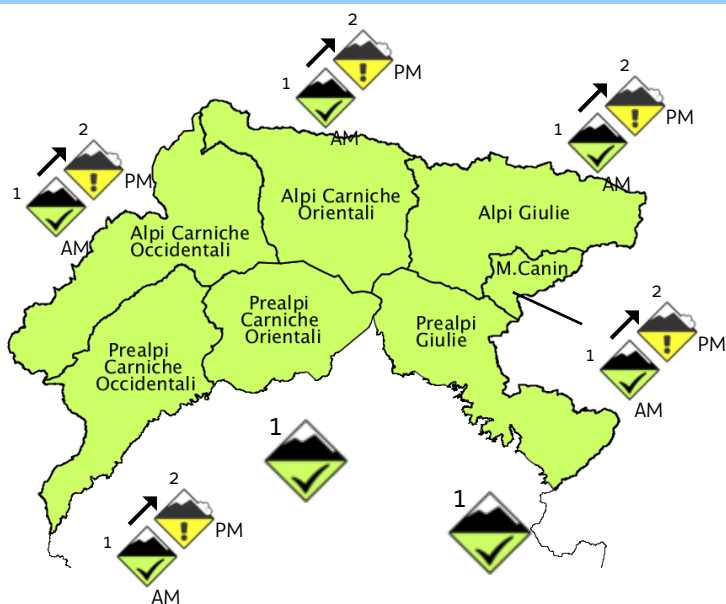 2
1
PM
AM
2
1
PM
AM
2
1
PM
AM
Alpi Carniche
Orientali
Alpi Giulie
Alpi Carniche
Occidentali
M.Canin
Prealpi
Carniche
Orientali
Prealpi
Giulie
Prealpi
Carniche
Occidentali
2
1
PM
AM
1
2
1
PM
AM
1